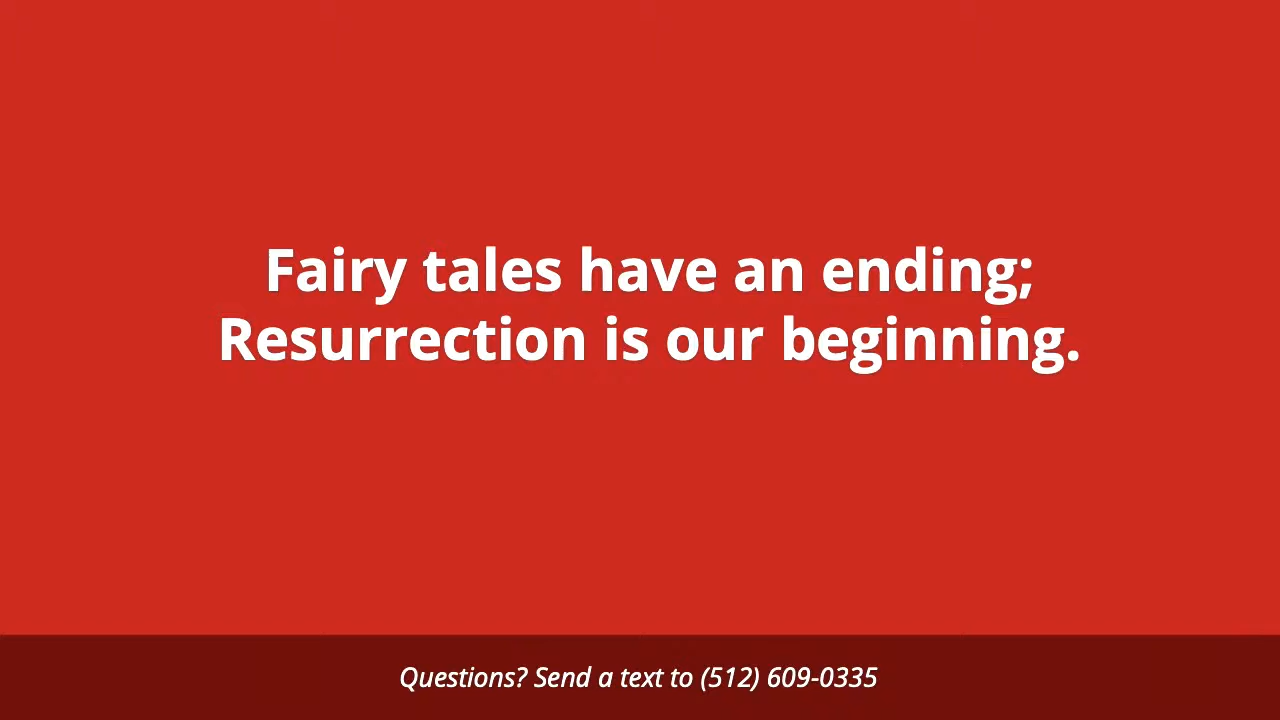 Fairy tales have an ending;
Resurrection is our beginning.
Questions? Send a text to (512) 609-0335